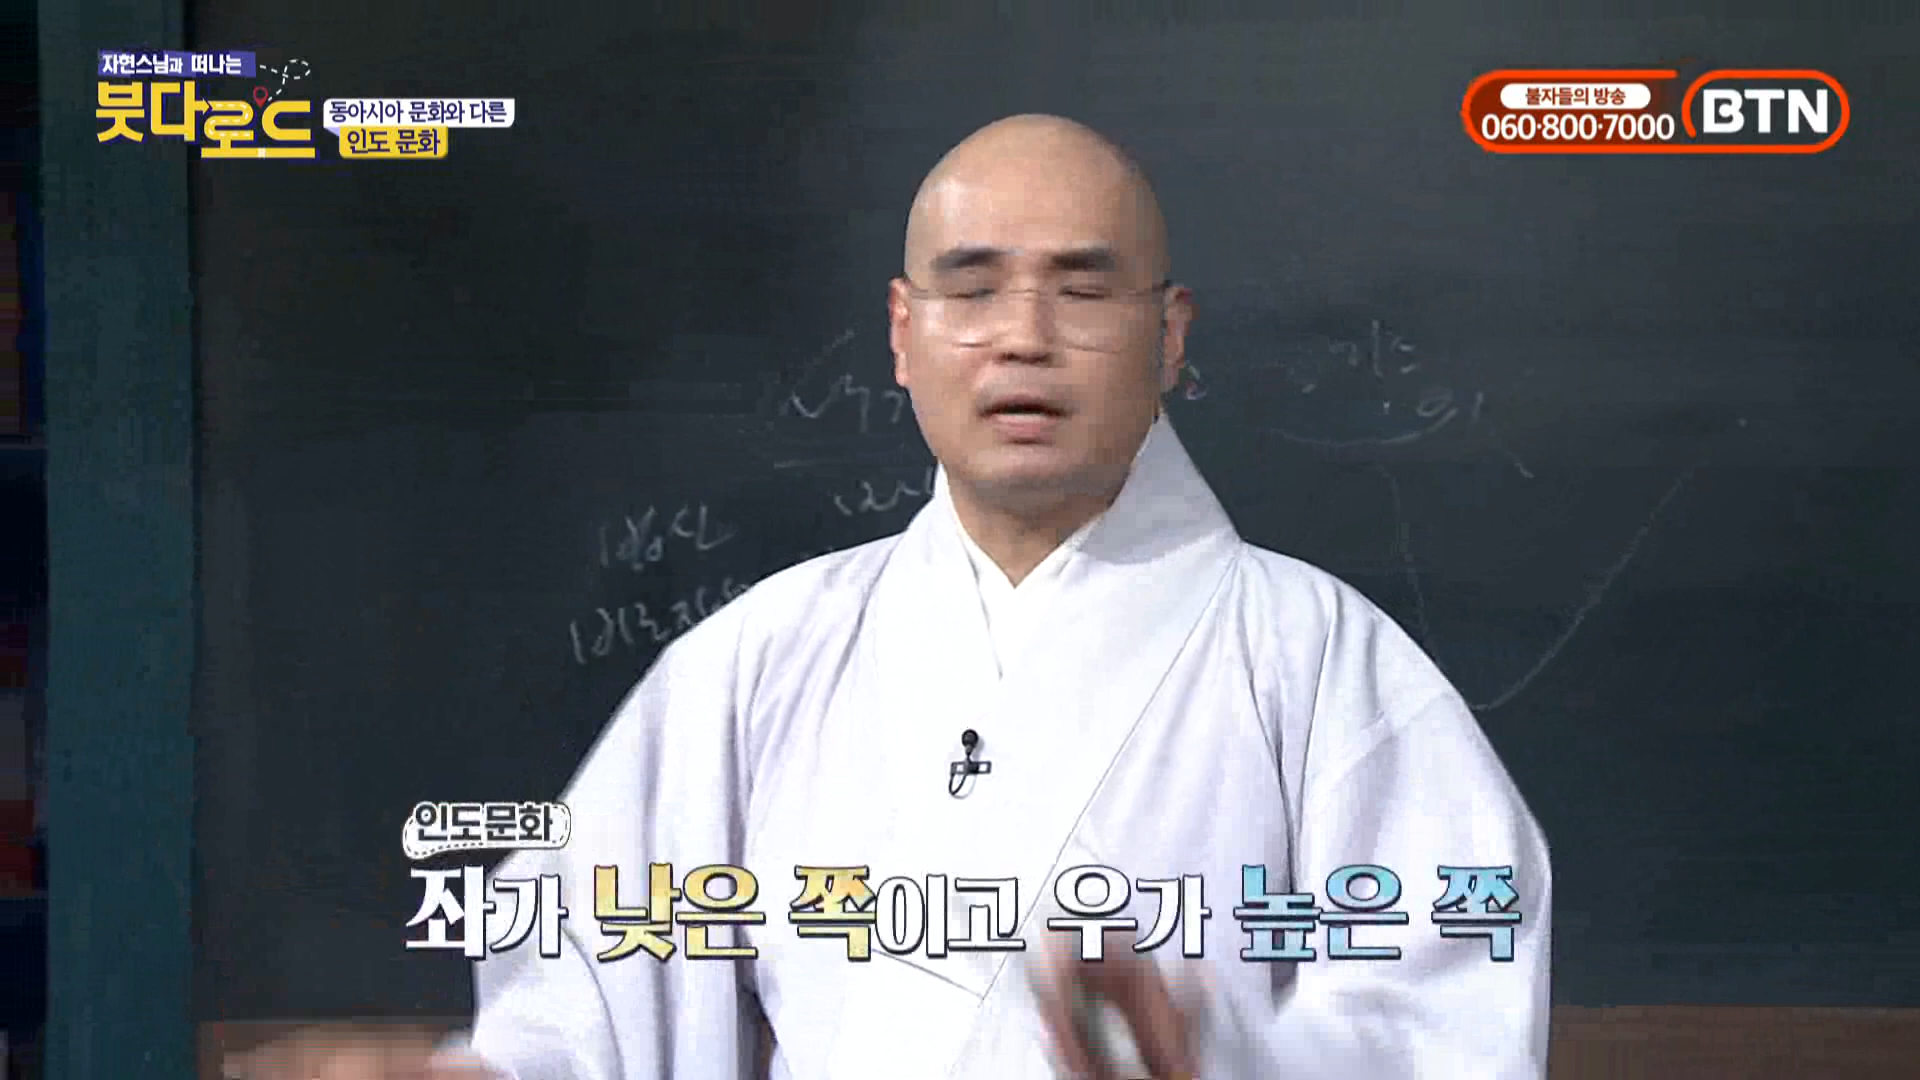 자현스님과 떠나는
붓다로드
동아시아 문화와 다른
인도 문화
불자들의 방송
060·800·7000
BTN
인도문화
좌가 낮은 쪽이고 우가 높은 쪽